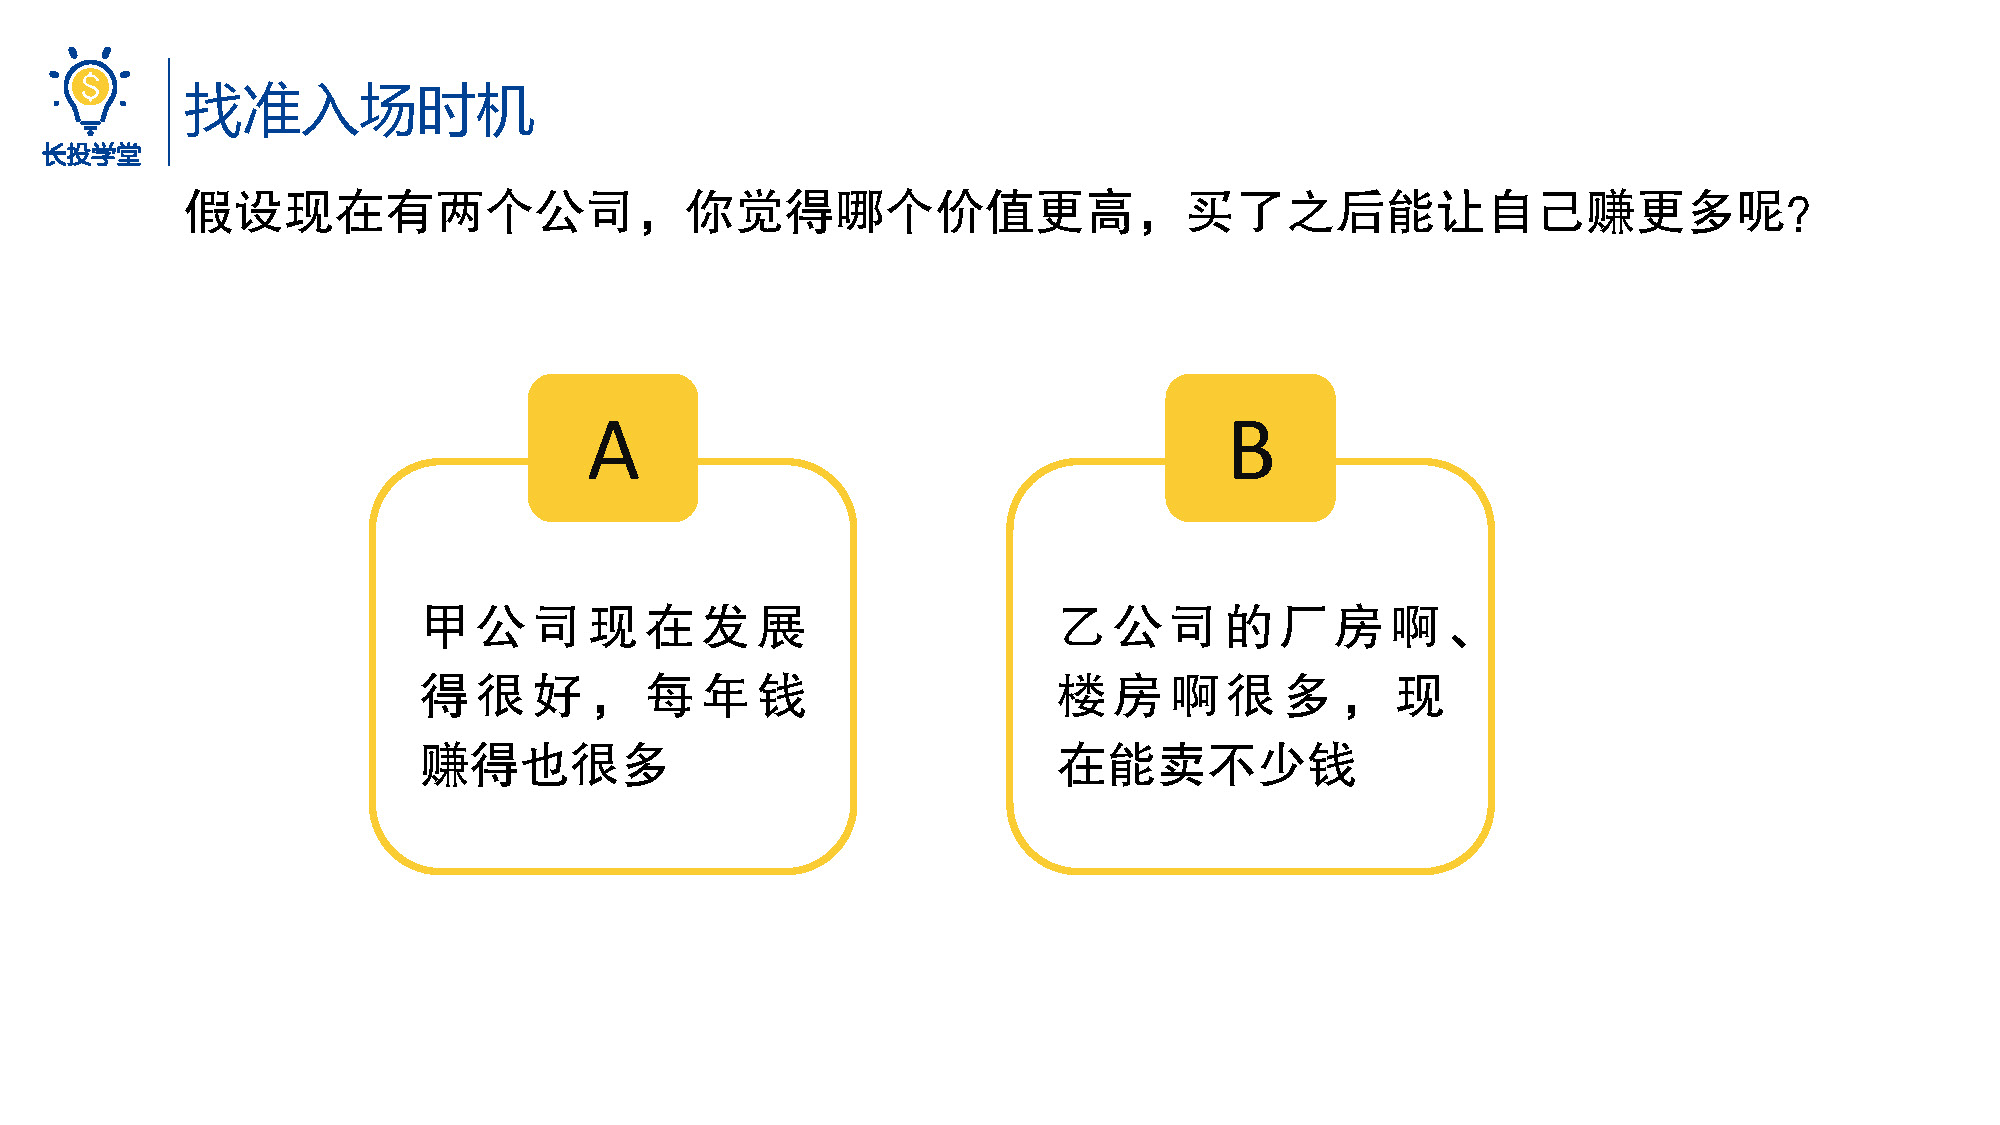 长投学堂
找准入场时机
假设现在有两个公司，你觉得哪个价值更高，买了之后能让自己赚更多呢?
A
甲公司现在发展
得很好，每年钱
赚得也很多
B
乙公司的厂房啊、
楼房啊很多，现
在能卖不少钱